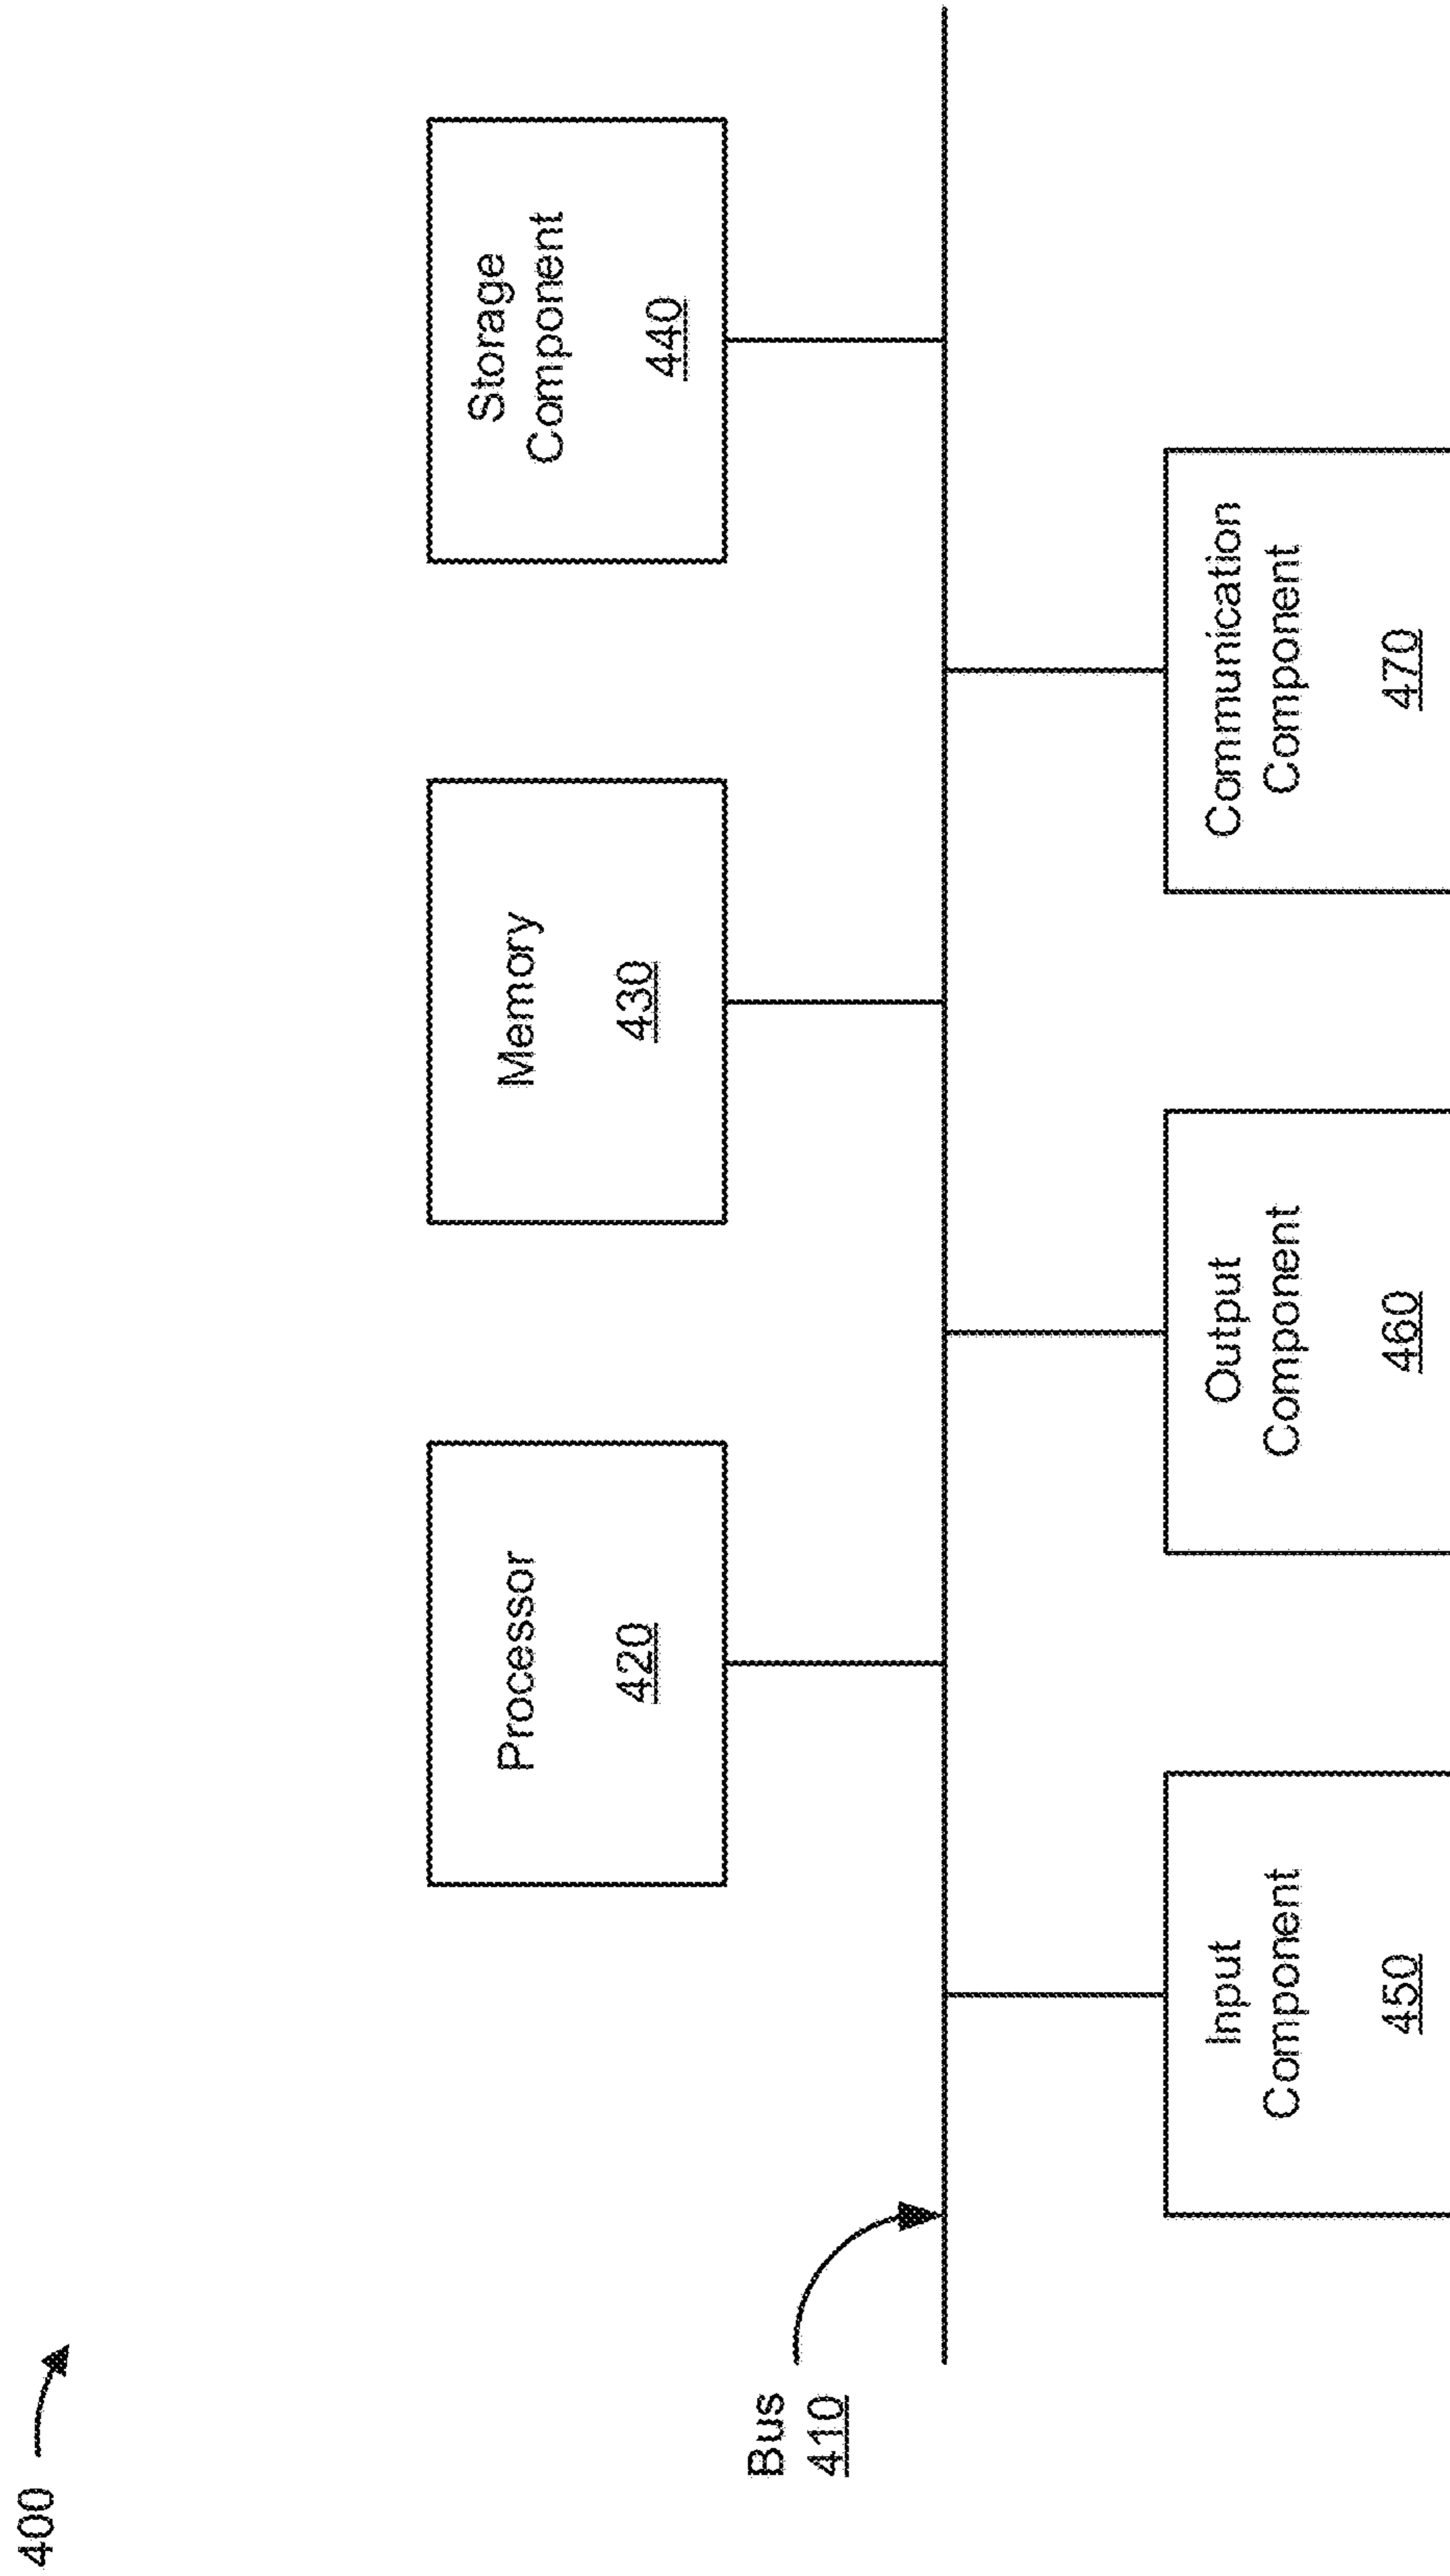 400
Processor
420
Memory
430
Storage
Component
440
Bus
410
Input
Component
450
Output
Component
460
Communication
Component
470